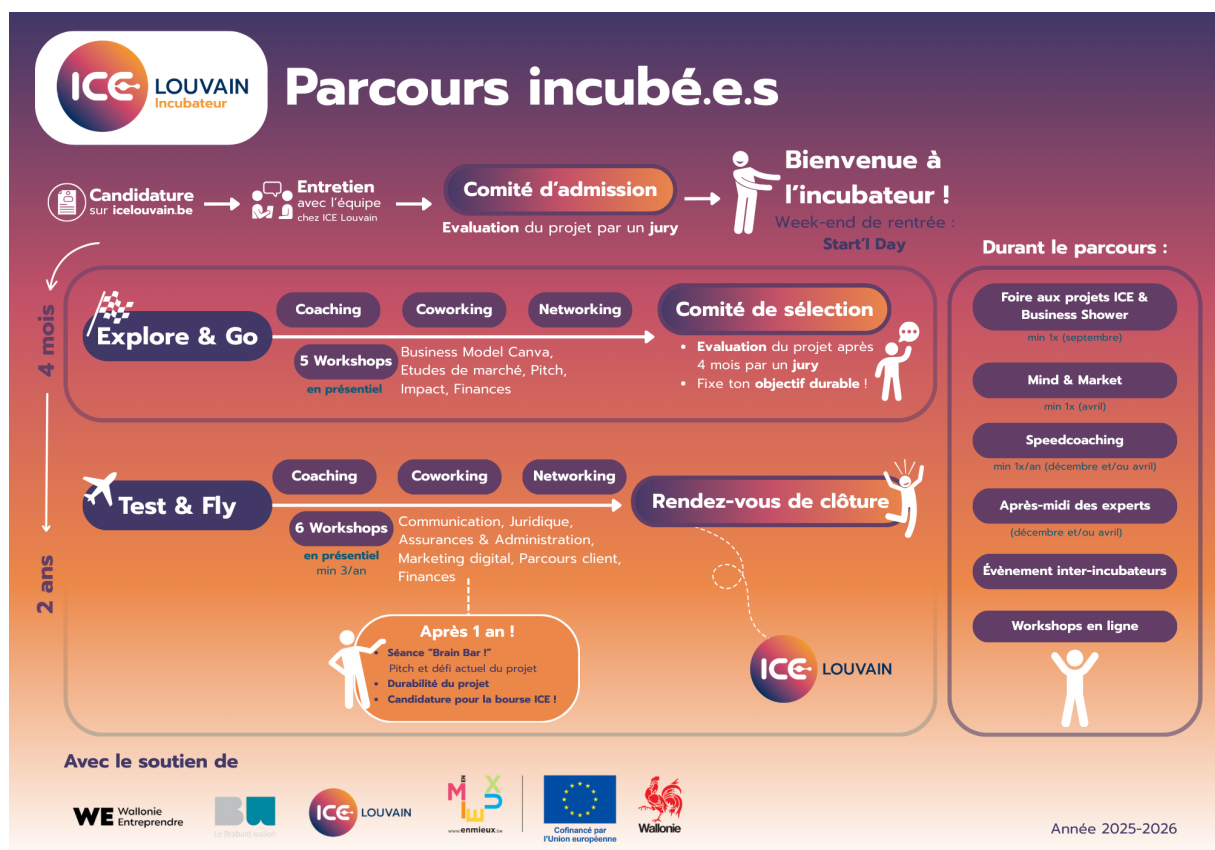 ICE LOUVAIN
Incubateur
Parcours incubé.e.s
Candidature
sur icelouvain.be
Entretien
avec l'équipe
chez ICE Louvain
Comité d'admission
Evaluation du projet par un jury
Bienvenue à
l'incubateur !
Week-end de rentrée :
Start'l Day
4 mois
Explore & Go
Coaching
Coworking
Networking
5 Workshops
en présentiel
Business Model Canva,
Etudes de marché, Pitch,
Impact, Finances
Comité de sélection
• Evaluation du projet après
4 mois par un jury
• Fixe ton objectif durable !
2 ans
Test & Fly
Coaching
Coworking
Networking
6 Workshops
en présentiel
min 3/an
Communication, Juridique,
Assurances & Administration,
Marketing digital, Parcours client,
Finances
Rendez-vous de clôture
Après 1 an !
• Séance "Brain Bar !"
Pitch et défi actuel du projet
• Durabilité du projet
• Candidature pour la bourse ICE !
ICE LOUVAIN
Durant le parcours :
Foire aux projets ICE &
Business Shower
min 1x (septembre)
Mind & Market
min 1x (avril)
Speedcoaching
min 1x/an (décembre et/ou avril)
Après-midi des experts
(décembre et/ou avril)
Évènement inter-incubateurs
Workshops en ligne
Avec le soutien de
WE Wallonie
Entreprendre
BW
Le Brabant wallon
ICE LOUVAIN
EN MIEUX
www.enmieux.be
Cofinancé par
l'Union européenne
Wallonie
Année 2025-2026